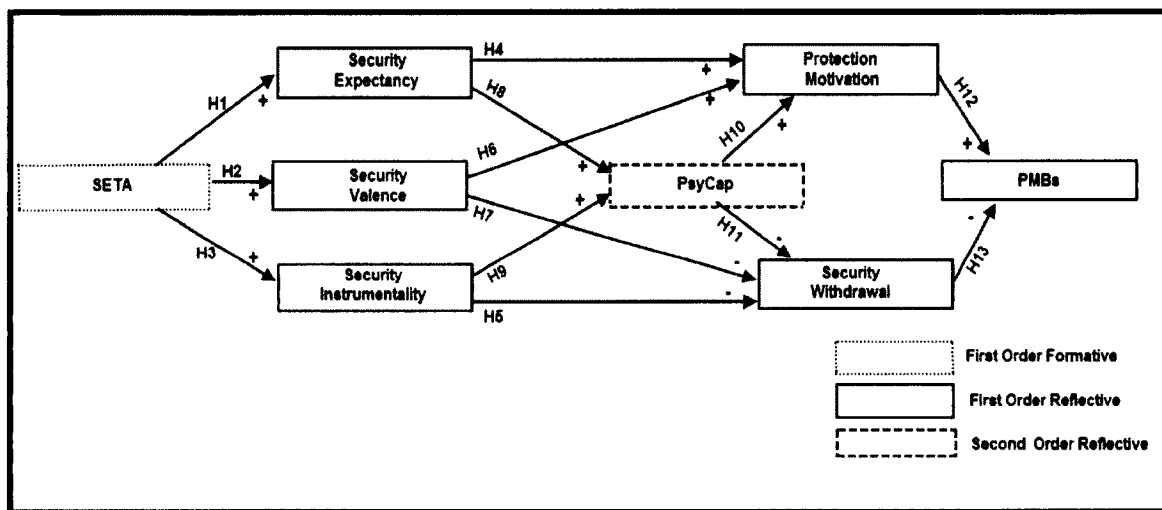 H4
Security
Expectancy
Protection
Motivation
+
H8
+
H1
+
H12
H10
+
H6
+
H2
SETA
+
Security
Valence
+
PsyCap
PMBs
+
H7
-
H11
-
H3
+
-
H13
Security
Instrumentality
H9
Security
Withdrawal
-
H5
First Order Formative
First Order Reflective
Second Order Reflective